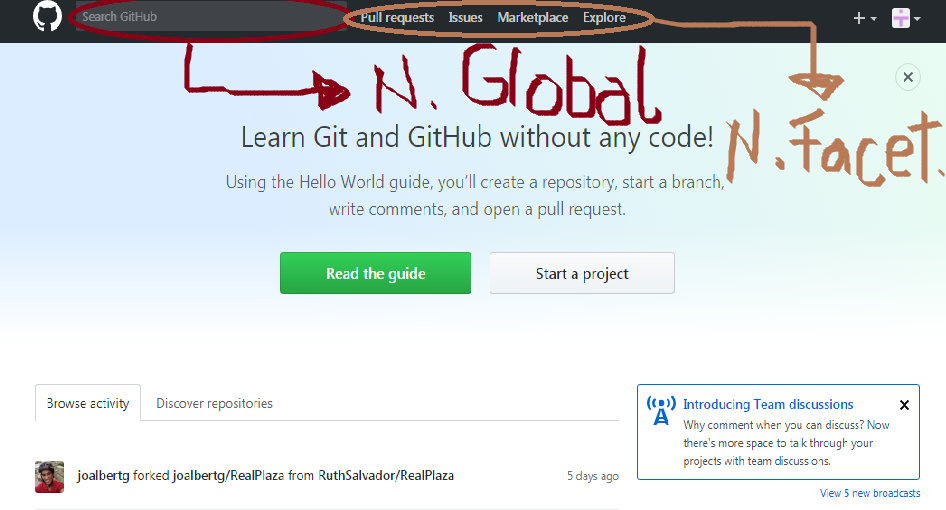 Search GitHub Pull requests Issues Marketplace Explore
N. Global
N. facet.
Learn Git and GitHub without any code!
Using the Hello World guide, you'll create a repository, start a branch,
write comments, and open a pull request.
Read the guide Start a project
Browse activity Discover repositories
joalbertg forked joalbertg/RealPlaza from RuthSalvador/RealPlaza 5 days ago
Introducing Team discussions
Why comment when you can discuss? Now
there's more space to talk through your
projects with team discussions.
View 5 new broadcasts